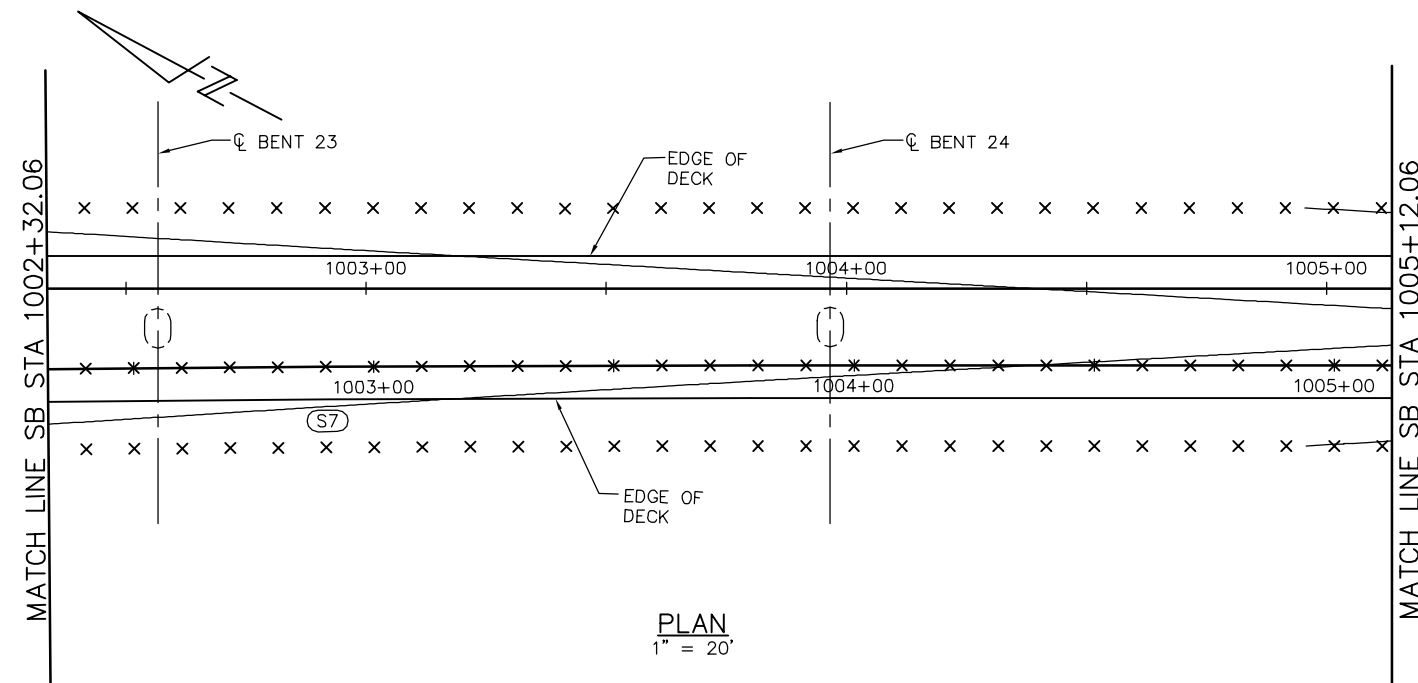 ℄ BENT 23
℄ BENT 24
EDGE OF
DECK
MATCH LINE SB STA 1002+32.06
MATCH LINE SB STA 1005+12.06
1003+00
1004+00
1005+00
1003+00
1004+00
1005+00
S7
EDGE OF
DECK
PLAN
1" = 20'